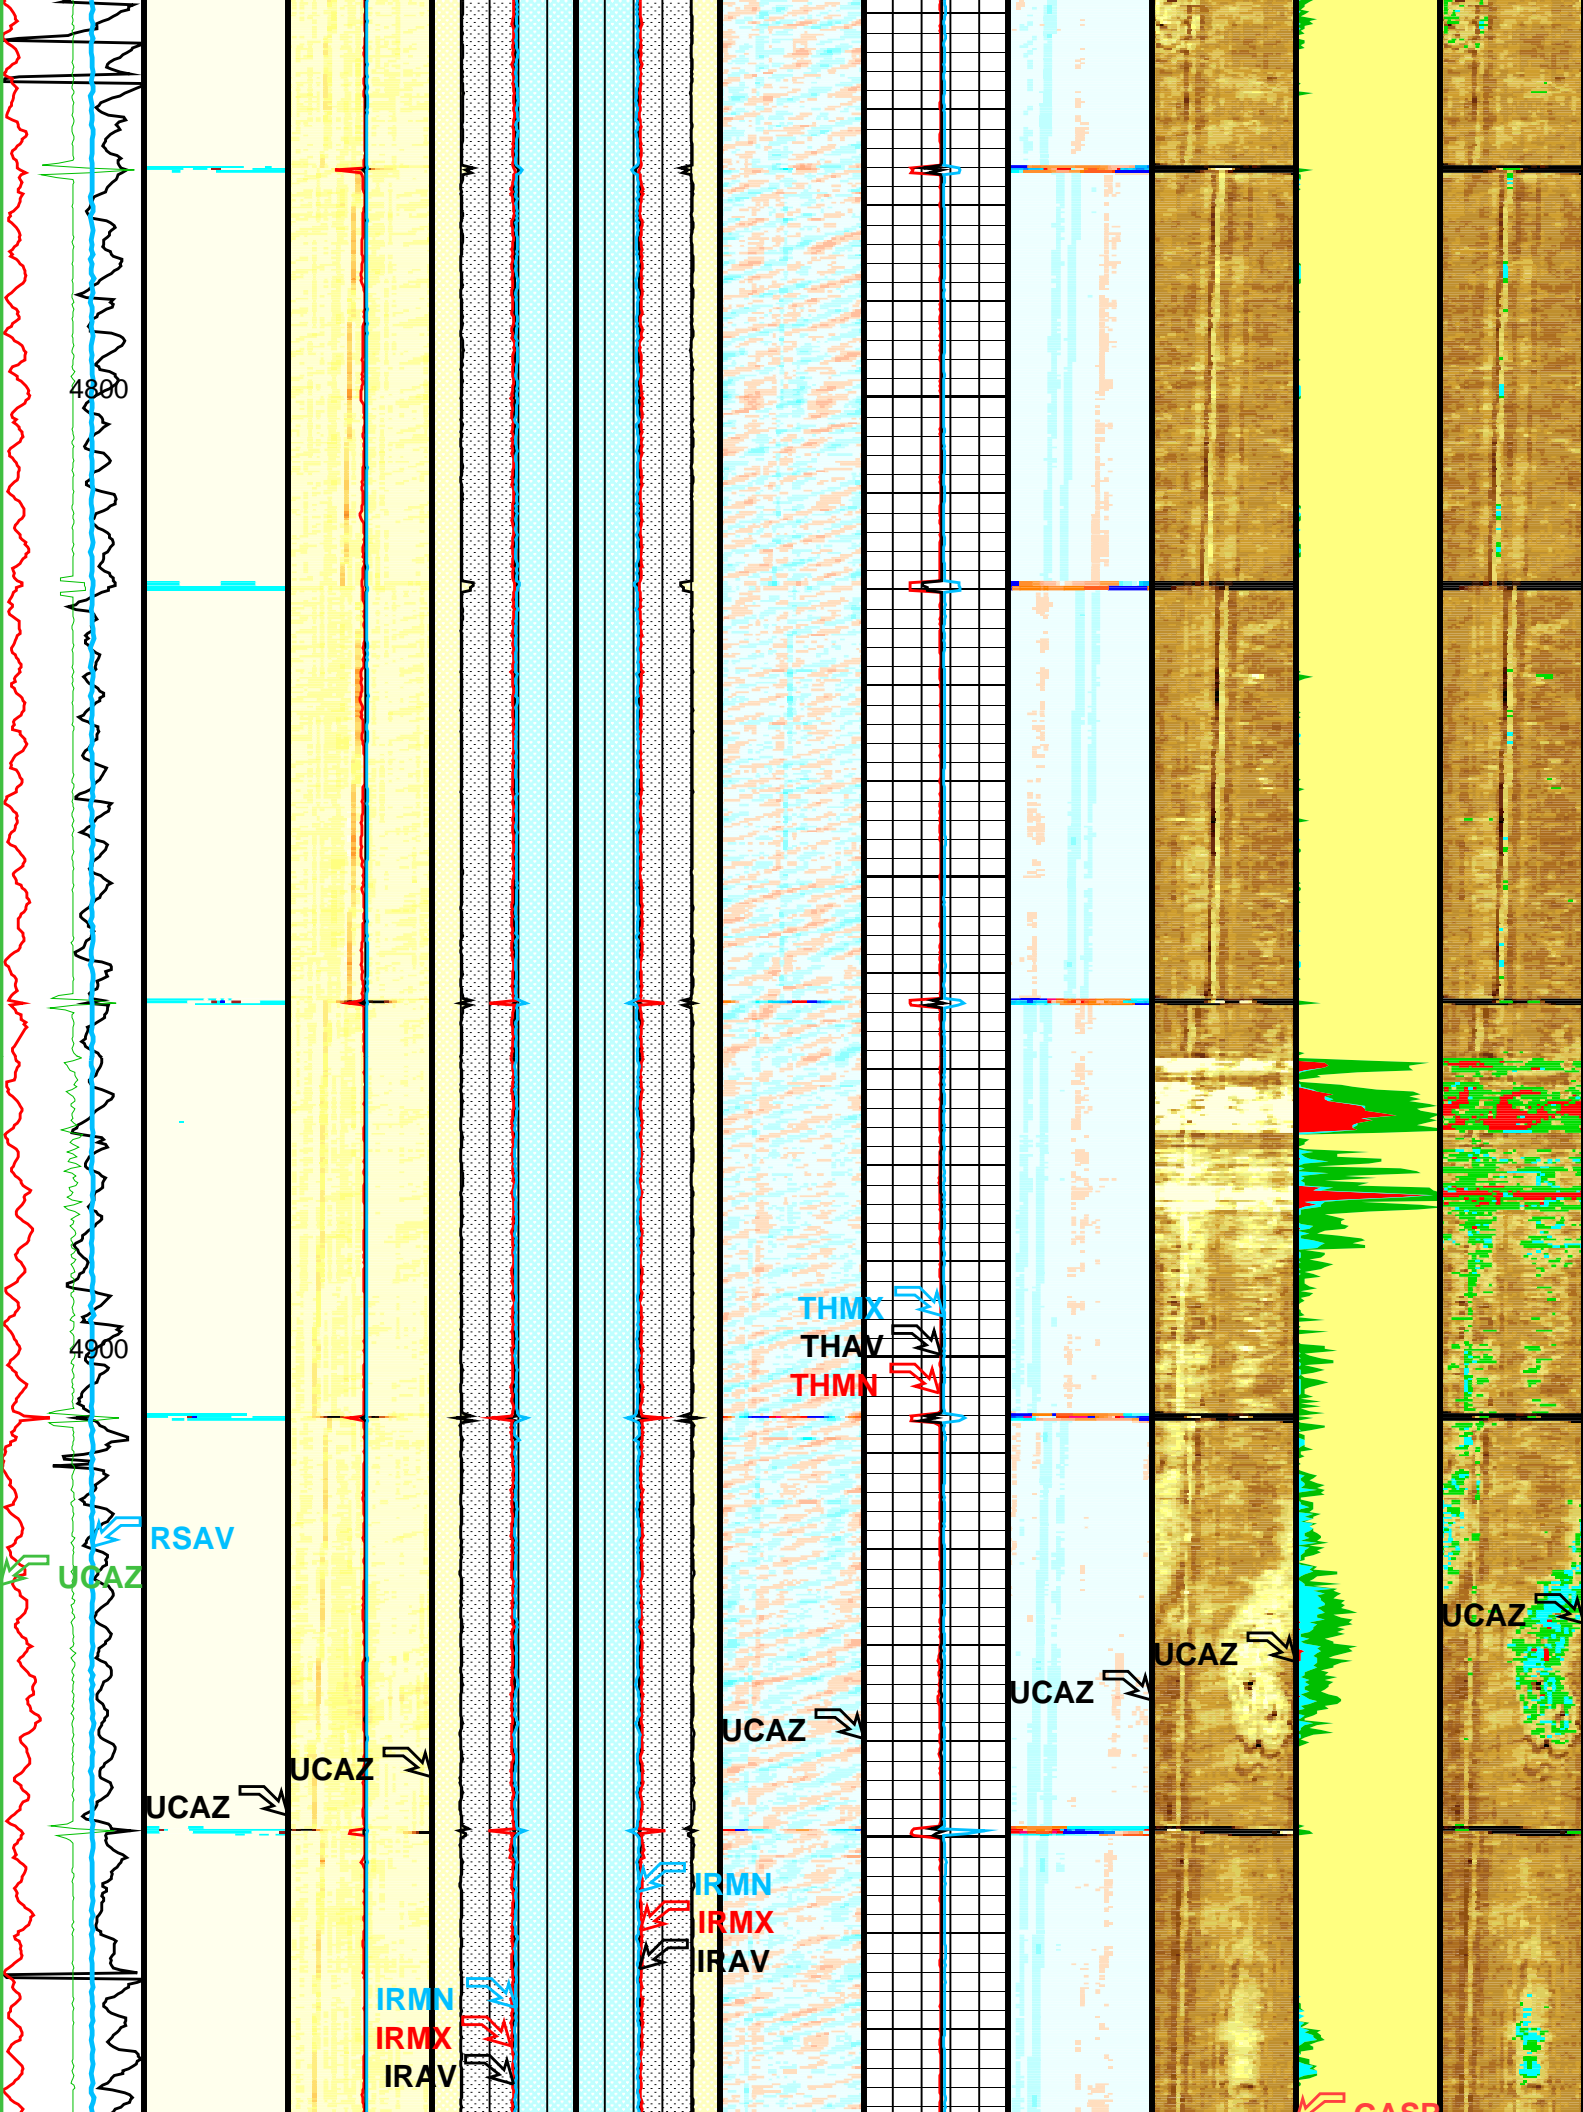 4800
THMX
THAV
4900
THMN
RSAV
UCAZ
UCAZ
UCAZ
UCAZ
UCAZ
UCAZ
UCAZ
IRMN
IRMX
IRAV
IRMN
IRMX
IRAV